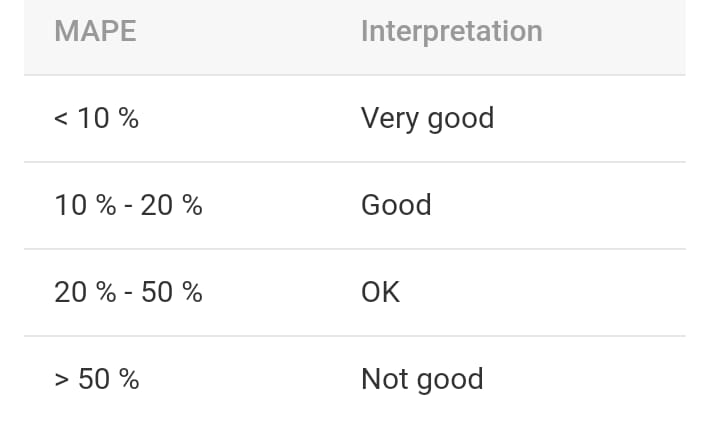 MAPE Interpretation
< 10 % Very good
10 % - 20 % Good
20 % - 50 % OK
> 50 % Not good